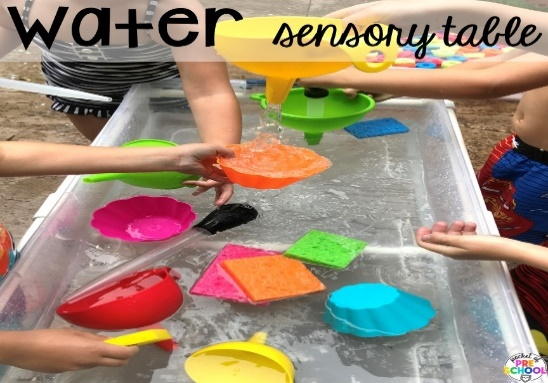 water sensory table
pocket of
PRESCHOOL